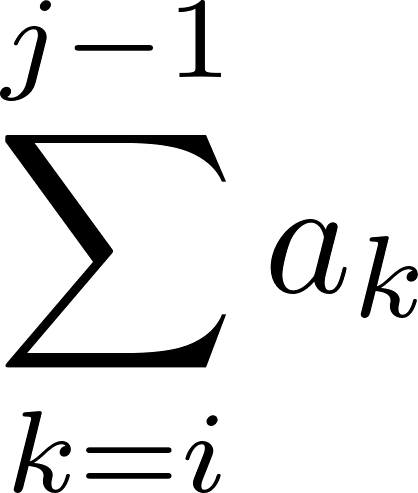 j−1
∑ a_k
k=i